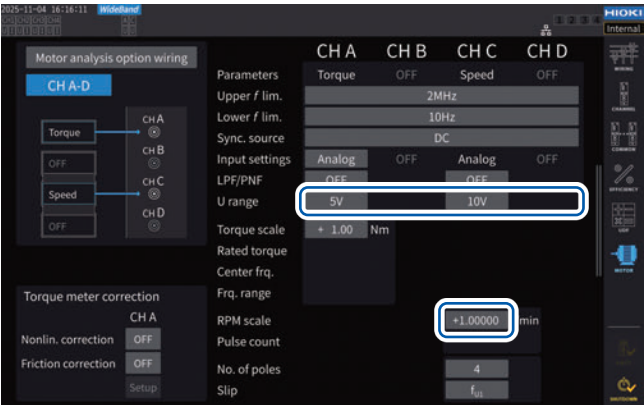 2025-11-04 16:16:11 WideBand
HIOKI
Internal
Motor analysis option wiring
CH A-D
Torque
OFF
Speed
OFF
CH A
CH B
CH C
CH D
CH A CH B CH C CH D
Parameters Torque OFF Speed OFF
Upper f lim. 2MHz
Lower f lim. 10Hz
Sync. source DC
Input settings Analog OFF Analog OFF
LPF/PNF OFF OFF
U range 5V 10V
Torque scale + 1.00 Nm
Rated torque
Center frq.
Frq. range
RPM scale +1.00000 min
Pulse count
No. of poles 4
Slip fU1
Torque meter correction
CH A
Nonlin. correction OFF
Friction correction OFF
Setup
WIRING
CHANNEL
COMMON
EFFICIENCY
UDF
MOTOR
SHUTDOWN